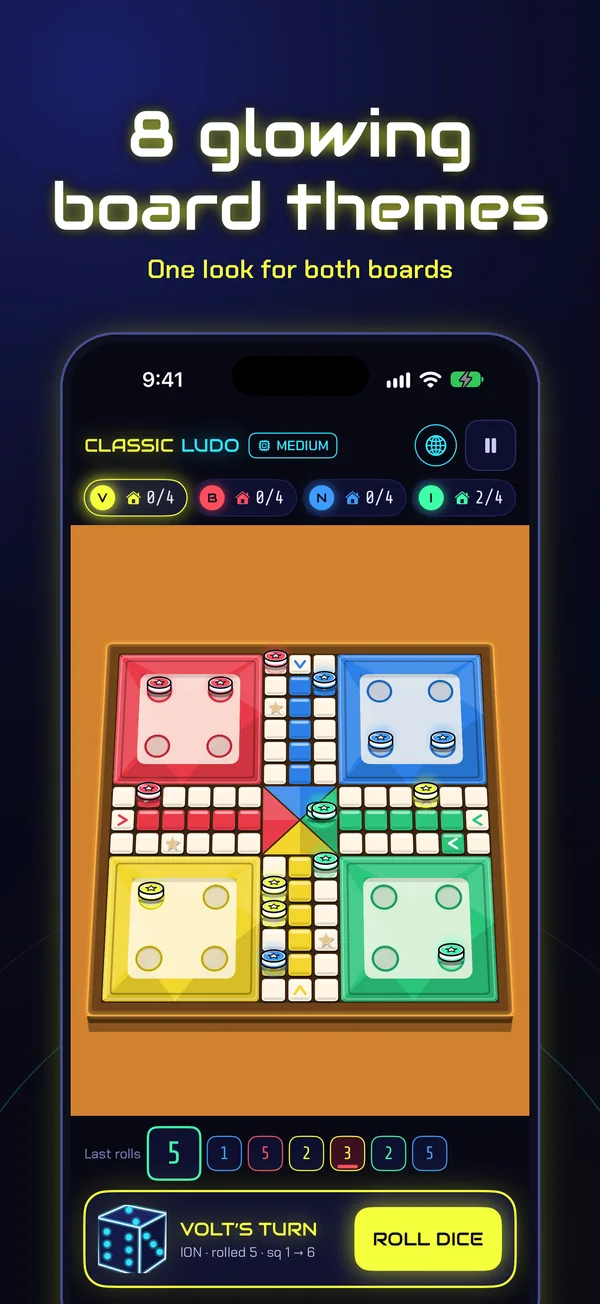 8 glowing
board themes
One look for both boards
9:41
CLASSIC LUDO MEDIUM
V 0/4 B 0/4 N 0/4 I 2/4
Last rolls 5 1 5 2 3 2 5
VOLT'S TURN
ION · rolled 5 · sq 1 → 6
ROLL DICE